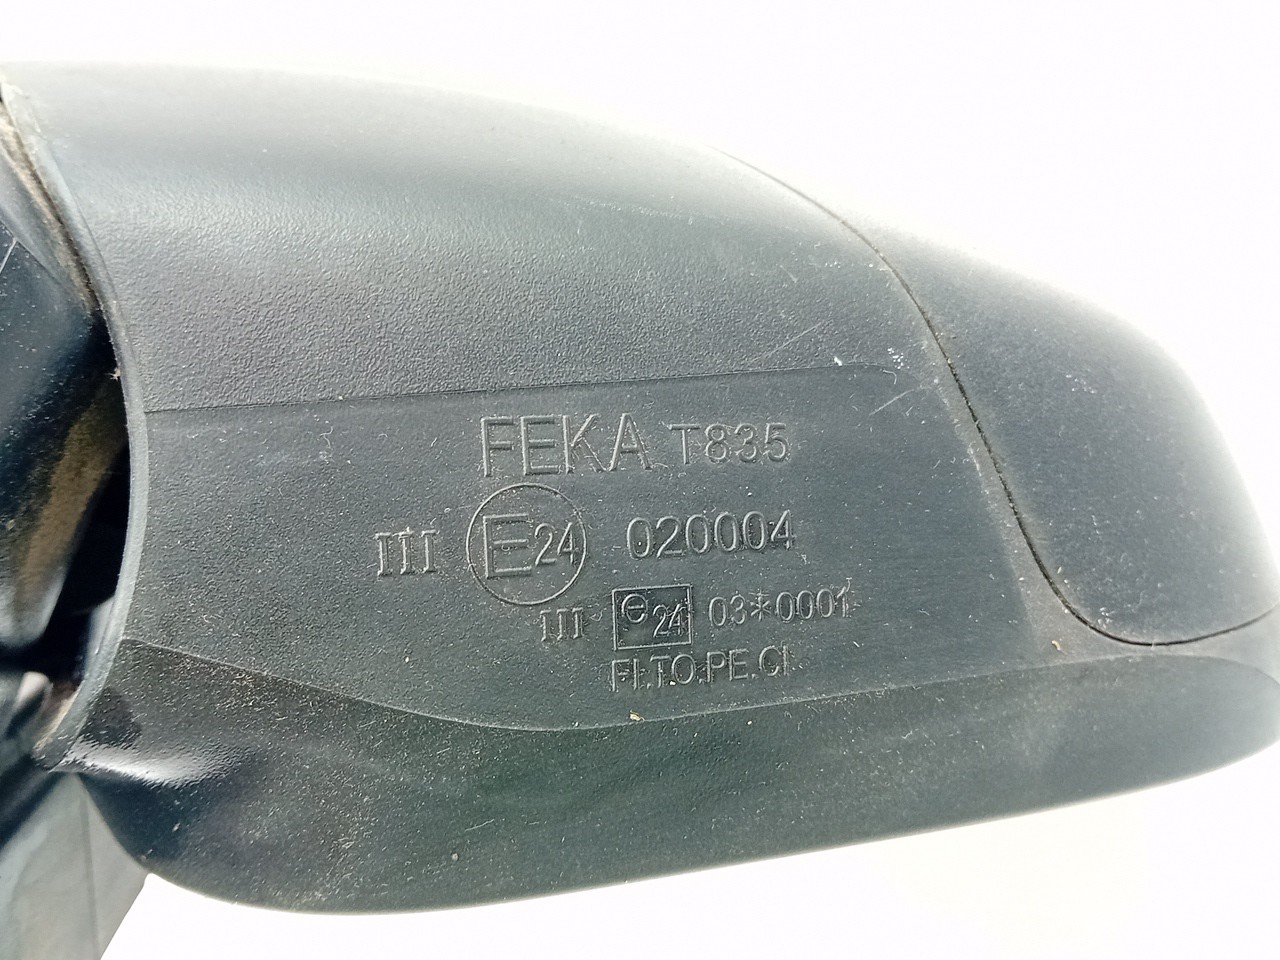 FEKA T835
III E24 020004
III e24 03*0001
FI.TO.PE.CI